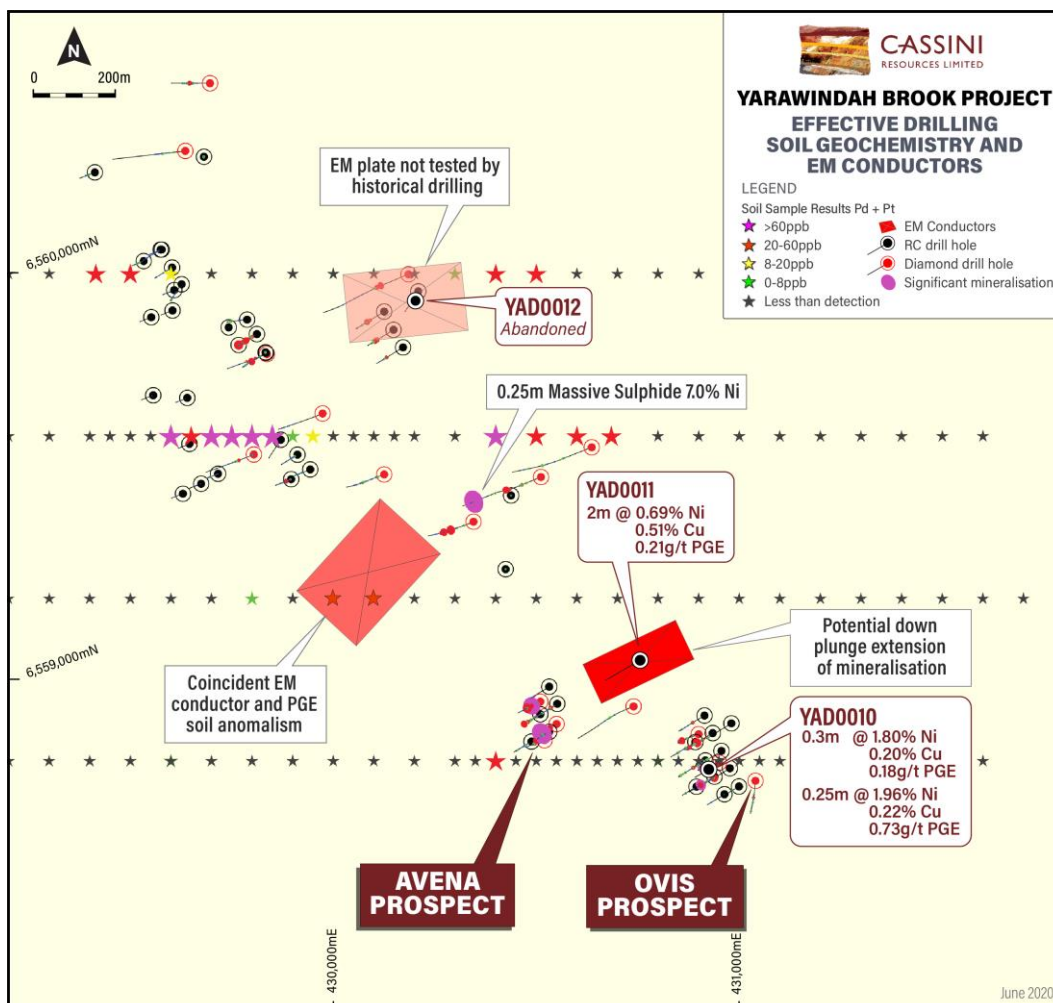 N
0 200m
CASSINI
RESOURCES LIMITED
YARAWINDAH BROOK PROJECT
EFFECTIVE DRILLING
SOIL GEOCHEMISTRY AND
EM CONDUCTORS
LEGEND
Soil Sample Results Pd + Pt
>60ppb
20-60ppb
8-20ppb
0-8ppb
Less than detection
EM Conductors
RC drill hole
Diamond drill hole
Significant mineralisation
EM plate not tested by
historical drilling
6,560,000mN
YAD0012
Abandoned
0.25m Massive Sulphide 7.0% Ni
YAD0011
2m @ 0.69% Ni
0.51% Cu
0.21g/t PGE
6,559,000mN
Coincident EM
conductor and PGE
soil anomalism
Potential down
plunge extension
of mineralisation
YAD0010
0.3m @ 1.80% Ni
0.20% Cu
0.18g/t PGE
0.25m @ 1.96% Ni
0.22% Cu
0.73g/t PGE
AVENA
PROSPECT
OVIS
PROSPECT
430,000mE
431,000mE
June 2020